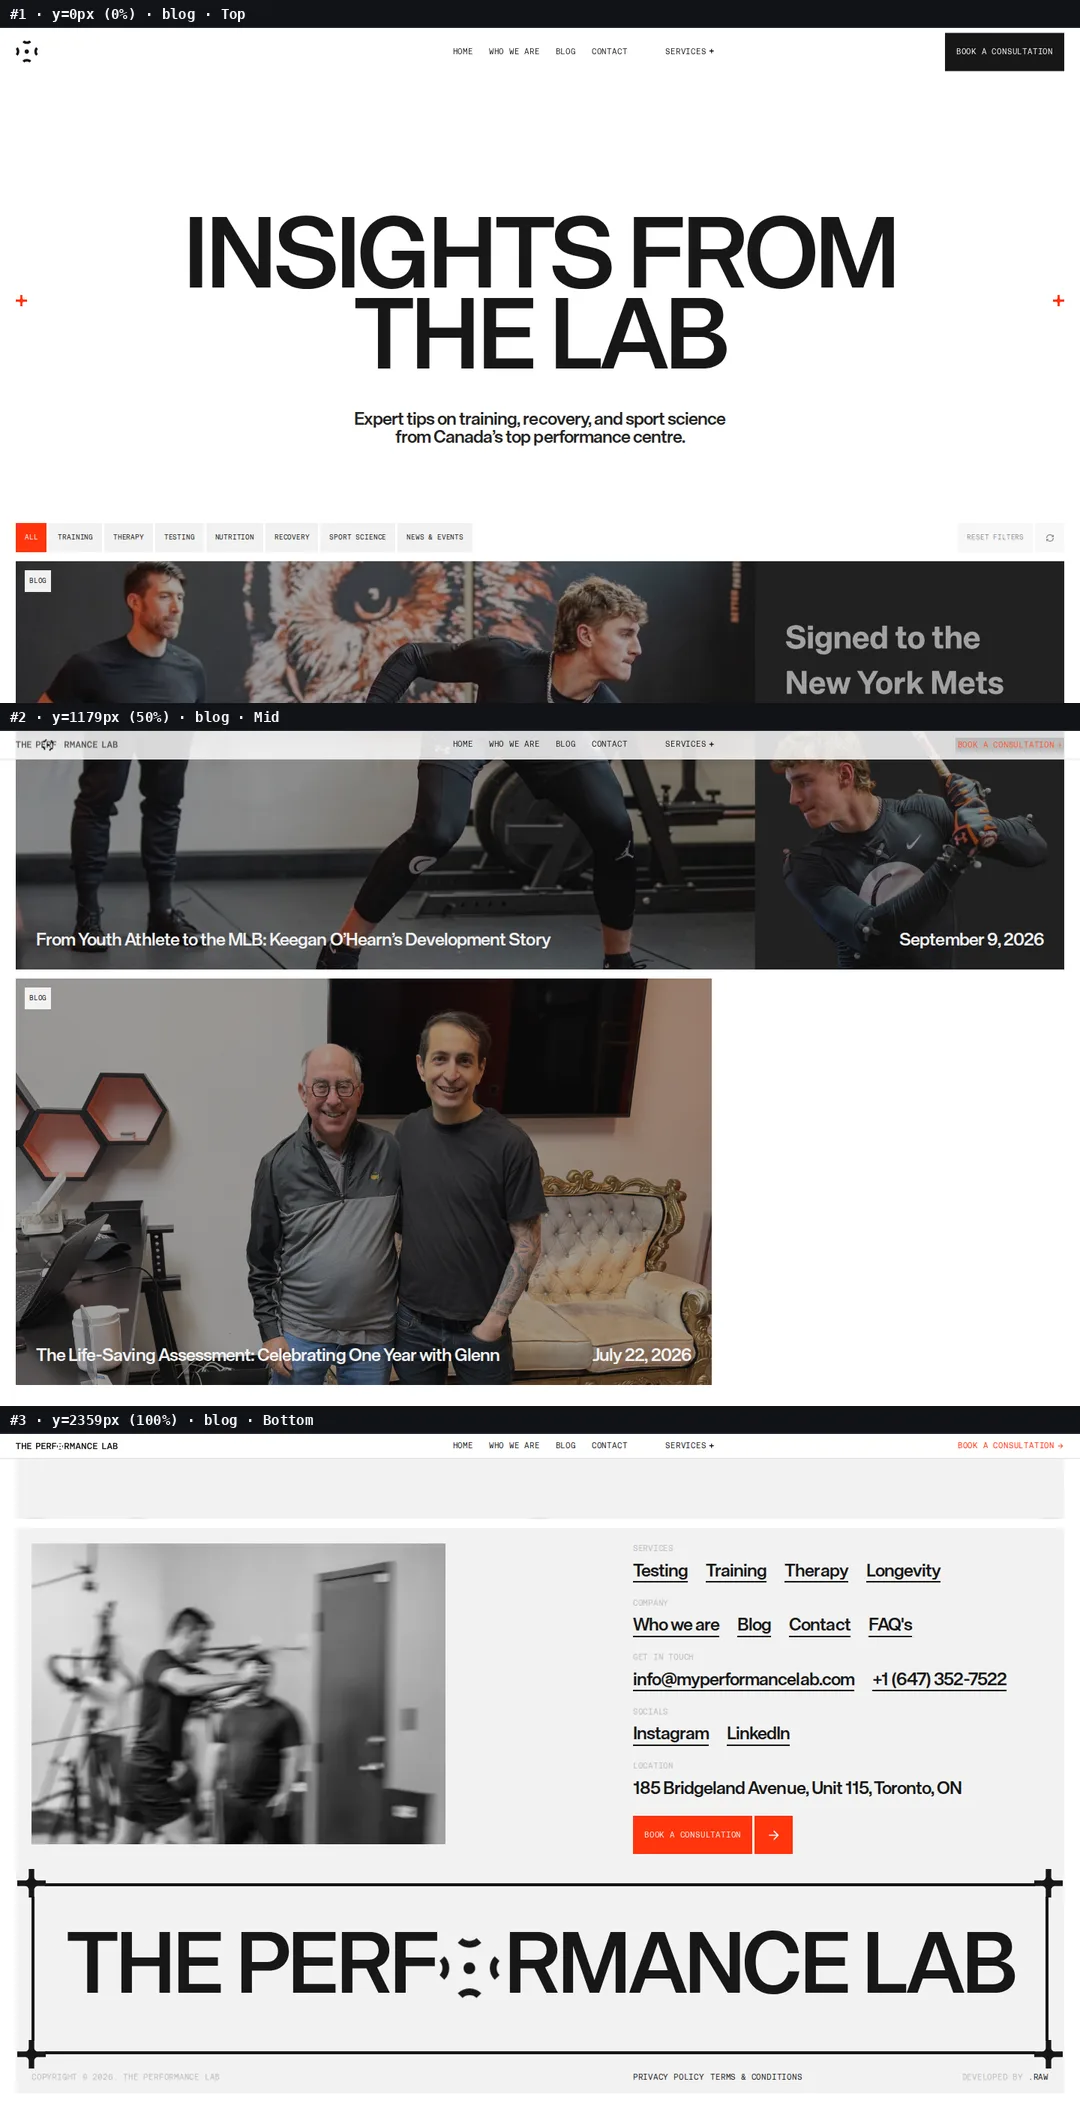 #1 · y=0px (0%) · blog · Top
HOME WHO WE ARE BLOG CONTACT SERVICES +
BOOK A CONSULTATION
INSIGHTS FROM
THE LAB
Expert tips on training, recovery, and sport science
from Canada’s top performance centre.
ALL TRAINING THERAPY TESTING NUTRITION RECOVERY SPORT SCIENCE NEWS & EVENTS RESET FILTERS
BLOG
Signed to the
New York Mets
#2 · y=1179px (50%) · blog · Mid
THE PERF RMANCE LAB HOME WHO WE ARE BLOG CONTACT SERVICES + BOOK A CONSULTATION
From Youth Athlete to the MLB: Keegan O’Hearn’s Development Story
September 9, 2026
BLOG
The Life-Saving Assessment: Celebrating One Year with Glenn
July 22, 2026
#3 · y=2359px (100%) · blog · Bottom
THE PERF RMANCE LAB HOME WHO WE ARE BLOG CONTACT SERVICES + BOOK A CONSULTATION →
SERVICES
Testing Training Therapy Longevity
COMPANY
Who we are Blog Contact FAQ's
GET IN TOUCH
info@myperformancelab.com +1 (647) 352-7522
SOCIALS
Instagram LinkedIn
LOCATION
185 Bridgeland Avenue, Unit 115, Toronto, ON
BOOK A CONSULTATION →
THE PERF RMANCE LAB
COPYRIGHT © 2026. THE PERFORMANCE LAB
PRIVACY POLICY TERMS & CONDITIONS
DEVELOPED BY .RAW